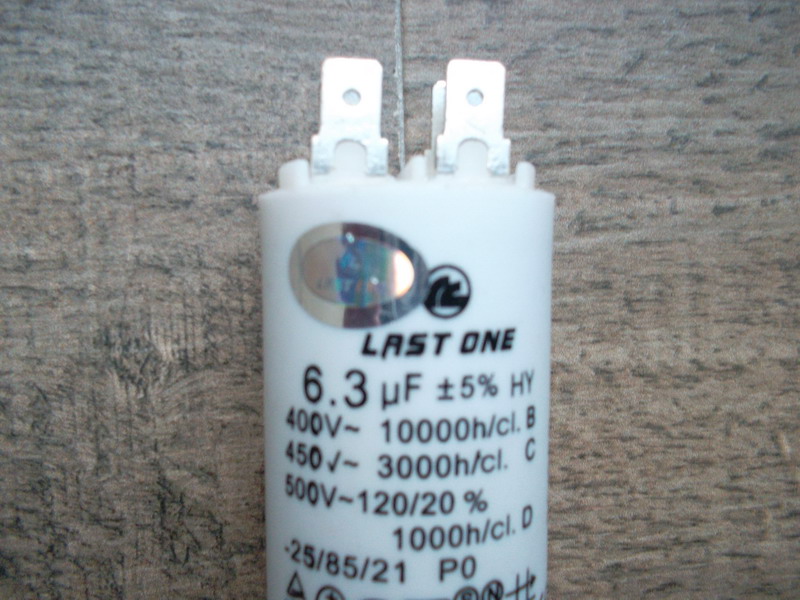 LAST ONE
6.3 µF ±5% HY
400V~ 10000h/cl. B
450√~ 3000h/cl. C
500V~120/20 %
1000h/cl. D
-25/85/21 P0